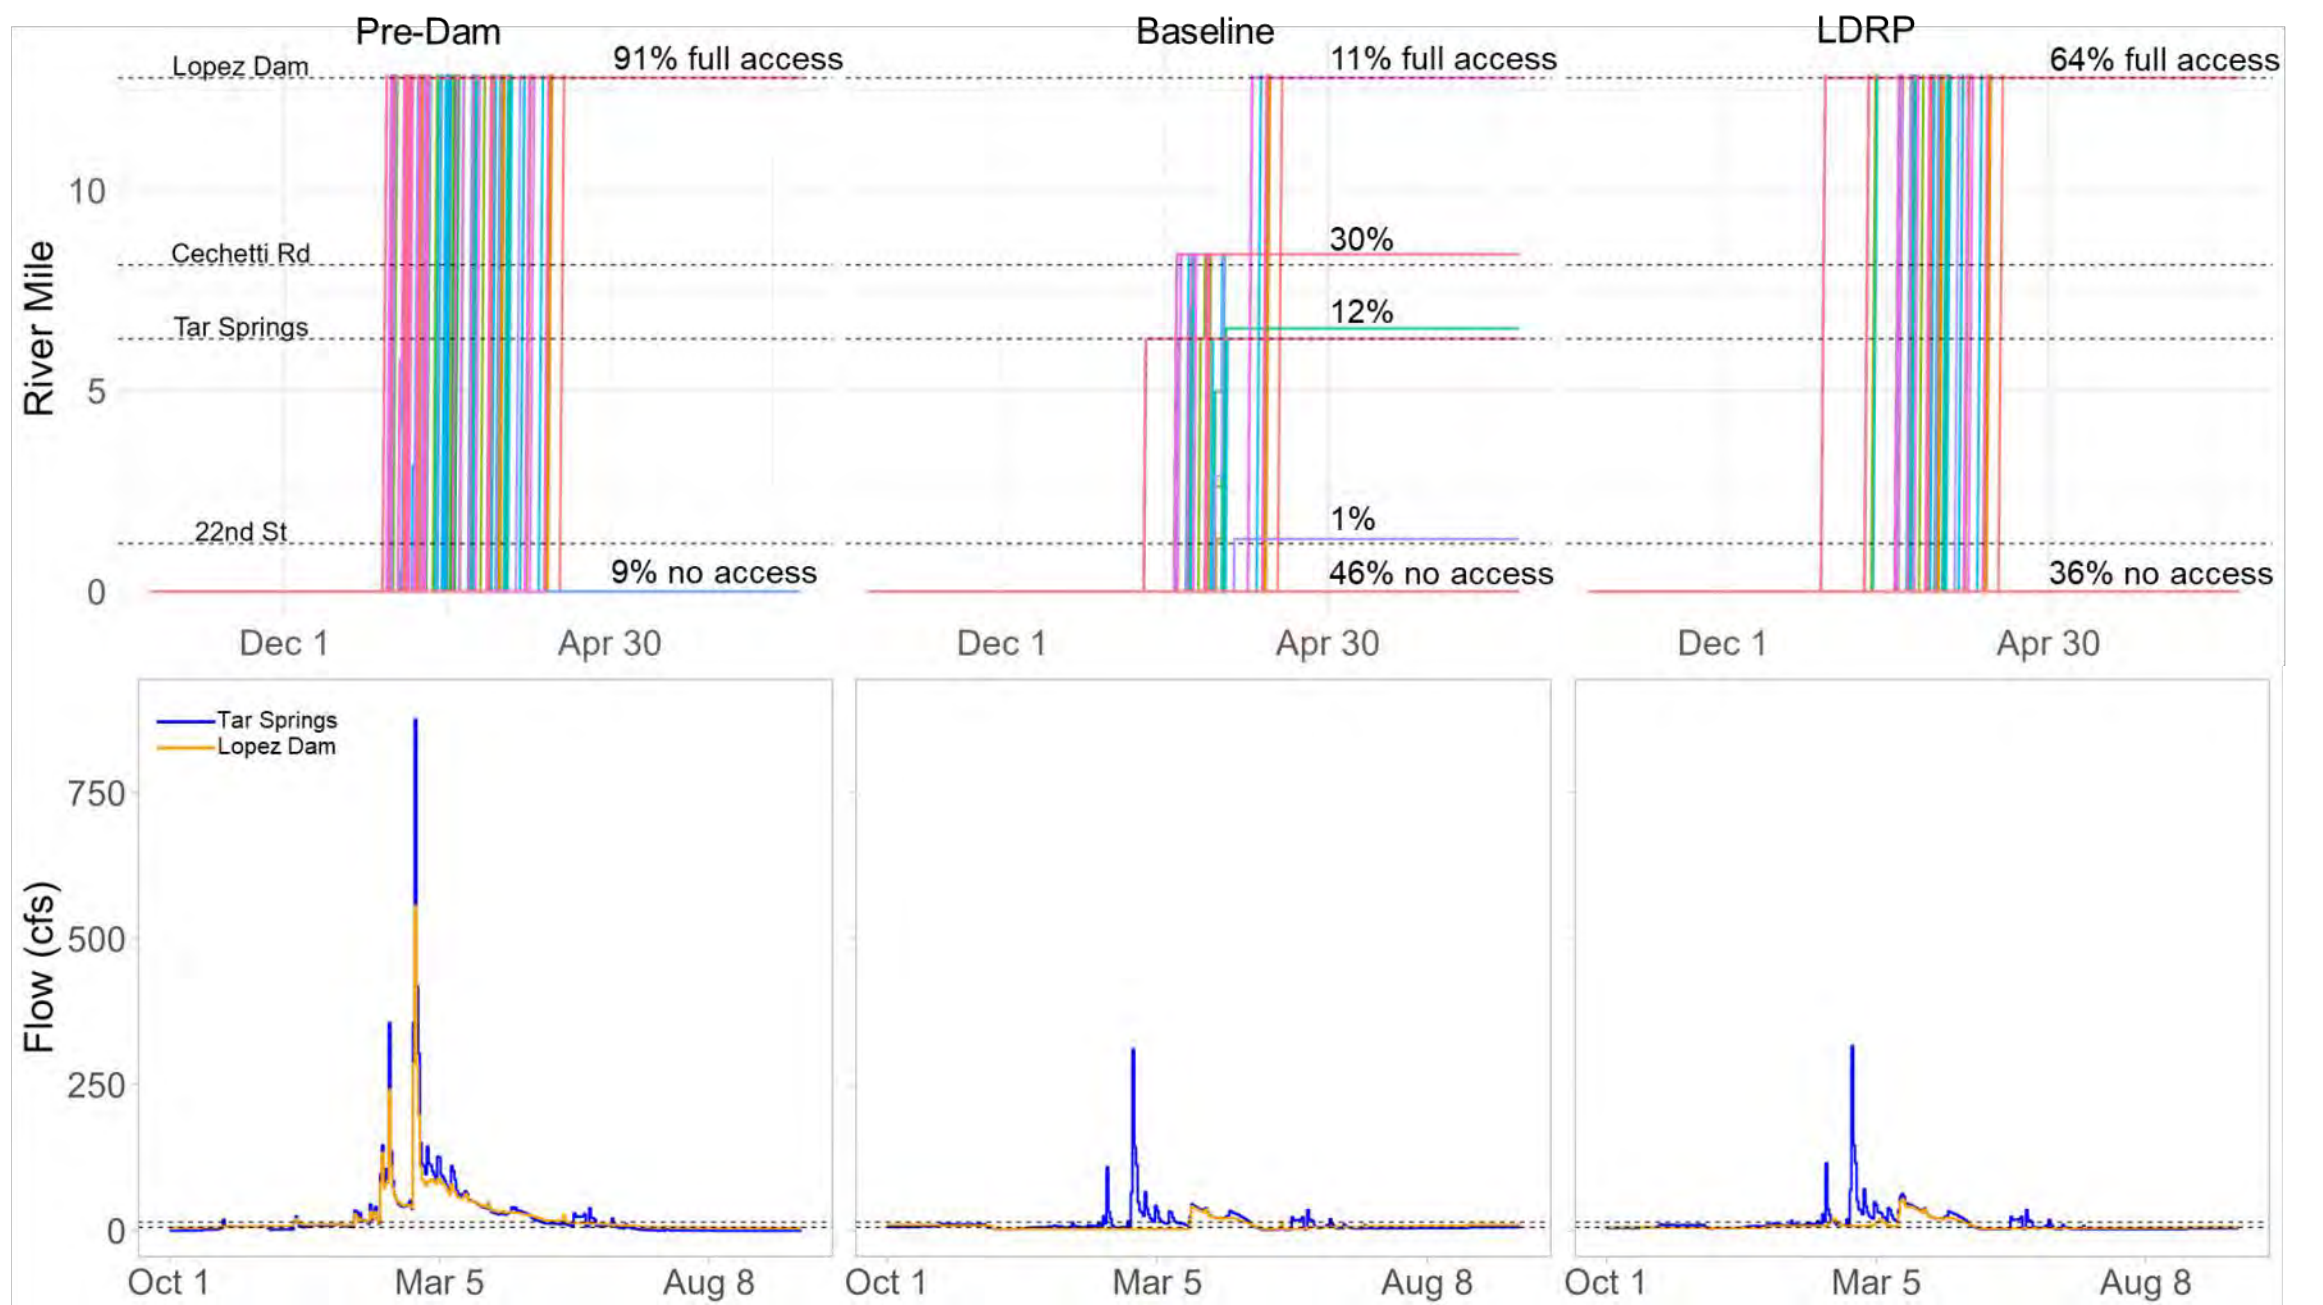 Pre-Dam
Baseline
LDRP
Lopez Dam
91% full access
11% full access
64% full access
10
Cechetti Rd
30%
Tar Springs
12%
River Mile
5
22nd St
1%
0
9% no access
46% no access
36% no access
Dec 1
Apr 30
Dec 1
Apr 30
Dec 1
Apr 30
Tar Springs
Lopez Dam
750
500
Flow (cfs)
250
0
Oct 1
Mar 5
Aug 8
Oct 1
Mar 5
Aug 8
Oct 1
Mar 5
Aug 8